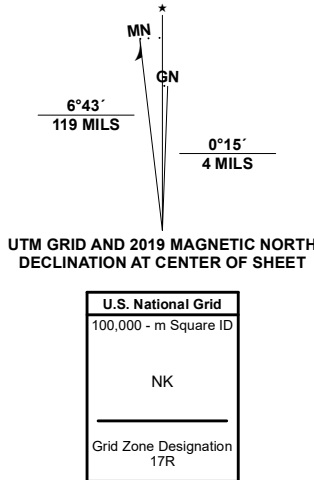 ★
MN
GN
6°43´
119 MILS
0°15´
4 MILS
UTM GRID AND 2019 MAGNETIC NORTH
DECLINATION AT CENTER OF SHEET
U.S. National Grid
100,000 - m Square ID
NK
Grid Zone Designation
17R